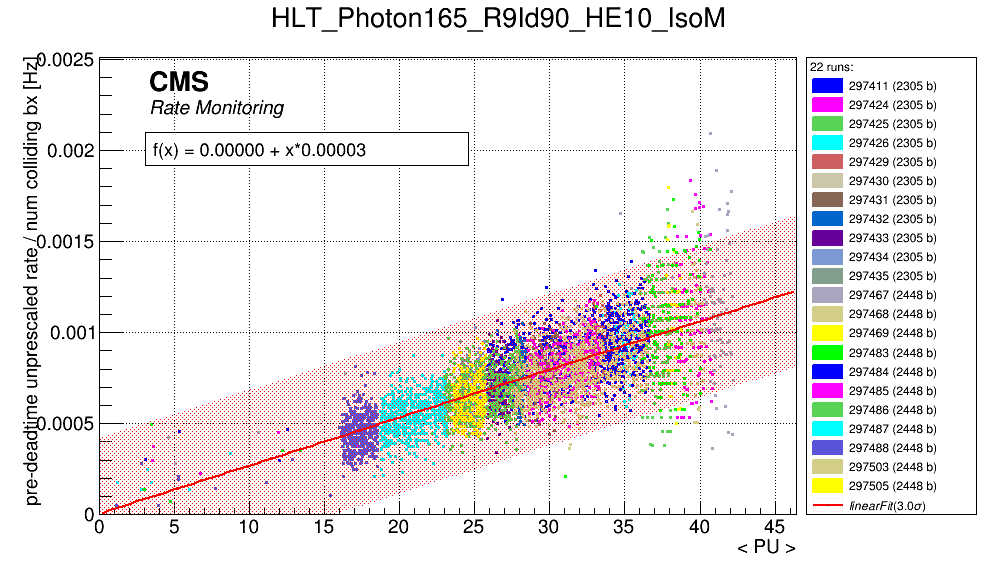 HLT_Photon165_R9Id90_HE10_IsoM
pre-deadtime unprescaled rate / num colliding bx [Hz]
0.0025
0.002
0.0015
0.001
0.0005
0
CMS
Rate Monitoring
f(x) = 0.00000 + x*0.00003
0 5 10 15 20 25 30 35 40 45
< PU >
22 runs:
297411 (2305 b)
297424 (2305 b)
297425 (2305 b)
297426 (2305 b)
297429 (2305 b)
297430 (2305 b)
297431 (2305 b)
297432 (2305 b)
297433 (2305 b)
297434 (2305 b)
297435 (2305 b)
297467 (2448 b)
297468 (2448 b)
297469 (2448 b)
297483 (2448 b)
297484 (2448 b)
297485 (2448 b)
297486 (2448 b)
297487 (2448 b)
297488 (2448 b)
297503 (2448 b)
297505 (2448 b)
linearFit(3.0σ)